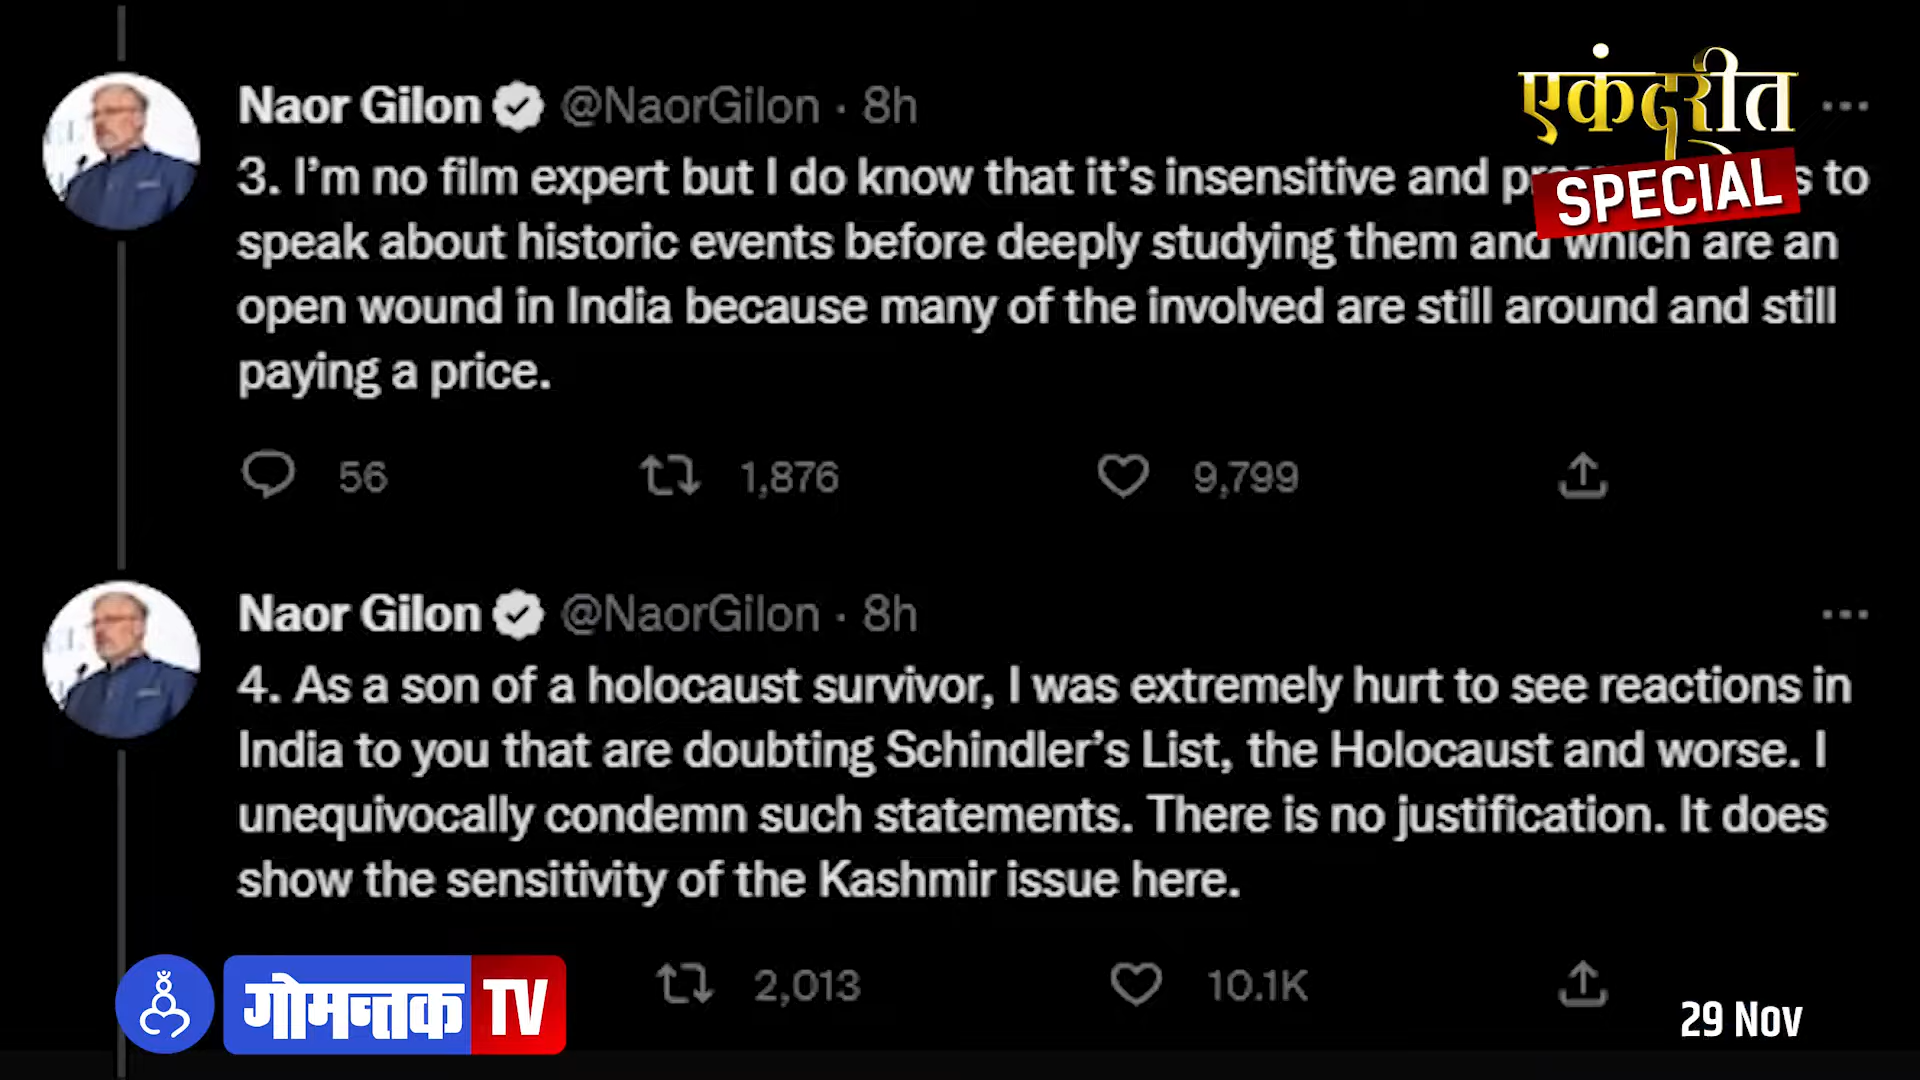 Naor Gilon @NaorGilon · 8h
एकंदरीत
SPECIAL
3. I’m no film expert but I do know that it’s insensitive and to
speak about historic events before deeply studying them and which are an
open wound in India because many of the involved are still around and still
paying a price.
56 1,876 9,799
Naor Gilon @NaorGilon · 8h
4. As a son of a holocaust survivor, I was extremely hurt to see reactions in
India to you that are doubting Schindler’s List, the Holocaust and worse. I
unequivocally condemn such statements. There is no justification. It does
show the sensitivity of the Kashmir issue here.
2,013 10.1K
गोमन्तक TV
29 Nov